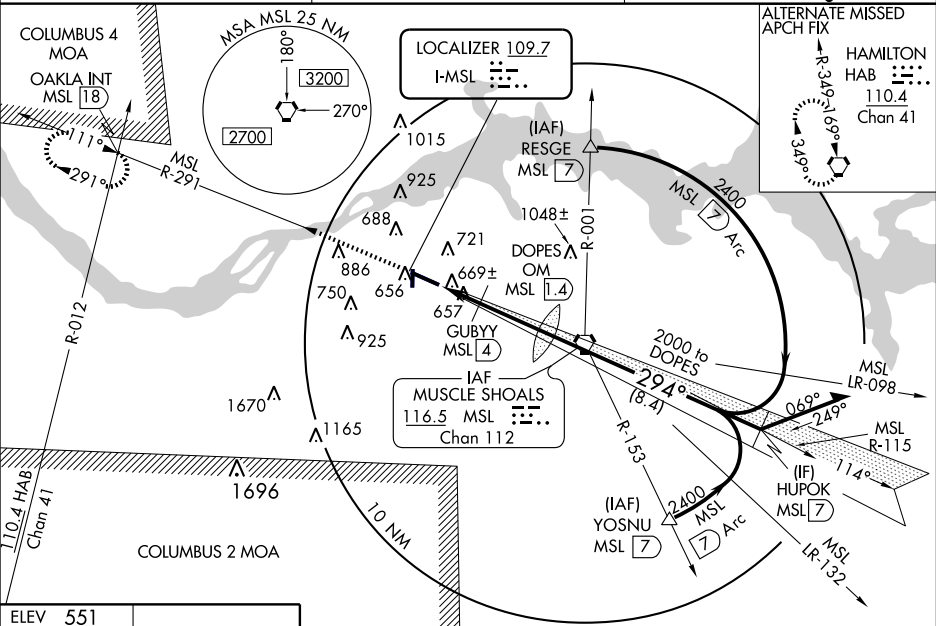 COLUMBUS 4
MOA
OAKLA INT
MSL 18
111°
291°
MSL
R-291
R-012
110.4 HAB
Chan 41
MSA MSL 25 NM
180°
3200
270°
2700
LOCALIZER 109.7
I-MSL
ALTERNATE MISSED
APCH FIX
R-349
169°
349°
HAMILTON
HAB
110.4
Chan 41
1015
925
688
721
886
656
669±
657
750
925
1670
1165
1696
1048±
(IAF)
RESGE
MSL 7
R-001
2400
MSL 7 Arc
DOPES
OM
MSL 1.4
GUBYY
MSL 4
IAF
MUSCLE SHOALS
116.5 MSL
Chan 112
2000 to
DOPES
294°
(8.4)
MSL
LR-098
069°
249°
MSL
R-115
114°
(IF)
HUPOK
MSL 7
R-153
(IAF)
YOSNU
MSL 7
2400
MSL
7 Arc
MSL
LR-132
10 NM
COLUMBUS 2 MOA
ELEV 551